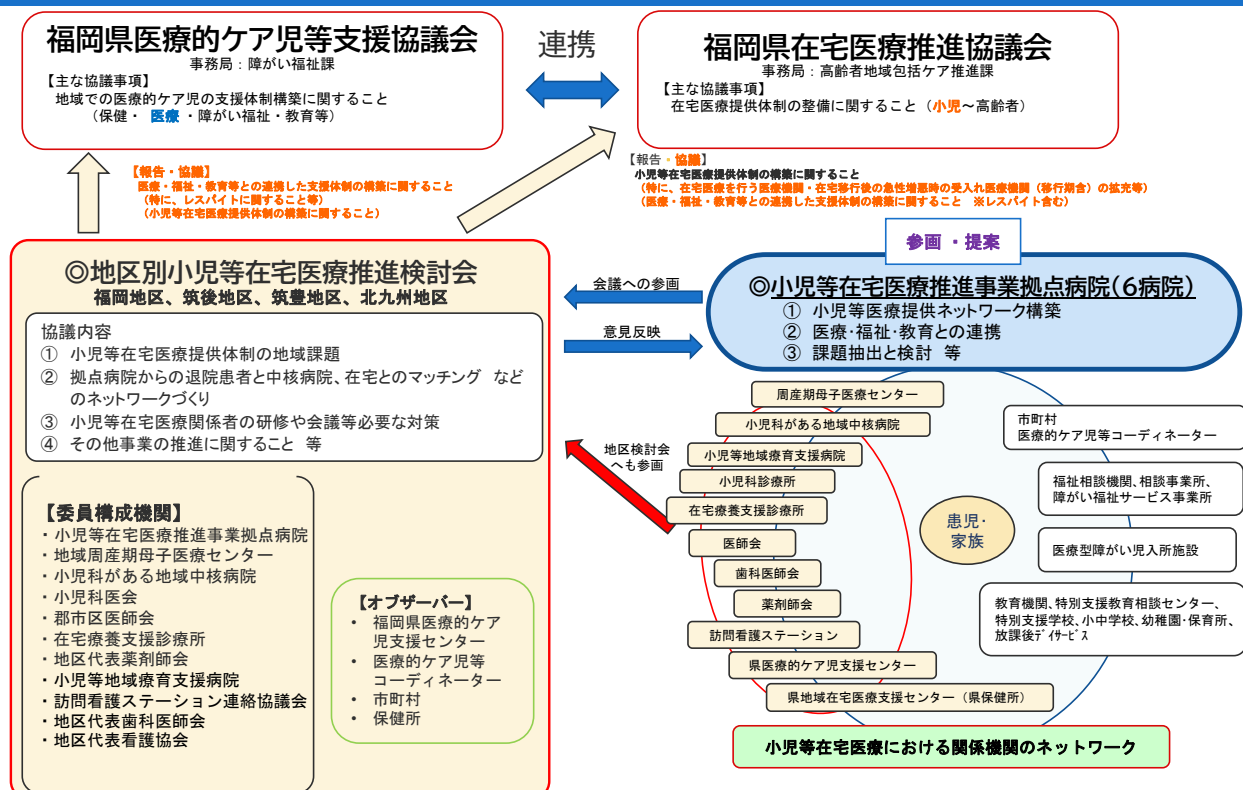 福岡県医療的ケア児等支援協議会
事務局：障がい福祉課
【主な協議事項】
地域での医療的ケア児の支援体制構築に関すること
（保健・ 医療 ・障がい福祉・教育等）
連携
福岡県在宅医療推進協議会
事務局：高齢者地域包括ケア推進課
【主な協議事項】
在宅医療提供体制の整備に関すること（小児～高齢者）
【報告・協議】
医療・福祉・教育等との連携した支援体制の構築に関すること
（特に、レスパイトに関すること等）
（小児等在宅医療提供体制の構築に関すること）
【報告・協議】
小児等在宅医療提供体制の構築に関すること
（特に、在宅医療を行う医療機関・在宅移行後の急性増悪時の受入れ医療機関（移行期含）の拡充等）
（医療・福祉・教育等との連携した支援体制の構築に関すること ※レスパイト含む）
参画 ・提案
◎地区別小児等在宅医療推進検討会
福岡地区、筑後地区、筑豊地区、北九州地区
協議内容
① 小児等在宅医療提供体制の地域課題
② 拠点病院からの退院患者と中核病院、在宅とのマッチング など
のネットワークづくり
③ 小児等在宅医療関係者の研修や会議等必要な対策
④ その他事業の推進に関すること 等
【委員構成機関】
・小児等在宅医療推進事業拠点病院
・地域周産期母子医療センター
・小児科がある地域中核病院
・小児科医会
・郡市区医師会
・在宅療養支援診療所
・地区代表薬剤師会
・小児等地域療育支援病院
・訪問看護ステーション連絡協議会
・地区代表歯科医師会
・地区代表看護協会
【オブザーバー】
• 福岡県医療的ケア
児支援センター
• 医療的ケア児等
コーディネーター
• 市町村
• 保健所
会議への参画
意見反映
地区検討会
へも参画
◎小児等在宅医療推進事業拠点病院（6病院）
① 小児等医療提供ネットワーク構築
② 医療・福祉・教育との連携
③ 課題抽出と検討 等
周産期母子医療センター
小児科がある地域中核病院
小児等地域療育支援病院
小児科診療所
在宅療養支援診療所
医師会
歯科医師会
薬剤師会
訪問看護ステーション
県医療的ケア児支援センター
県地域在宅医療支援センター（県保健所）
患児・
家族
市町村
医療的ケア児等コーディネーター
福祉相談機関、相談事業所、
障がい福祉サービス事業所
医療型障がい児入所施設
教育機関、特別支援教育相談センター、
特別支援学校、小中学校、幼稚園・保育所、
放課後ﾃﾞｲｻｰﾋﾞｽ
小児等在宅医療における関係機関のネットワーク